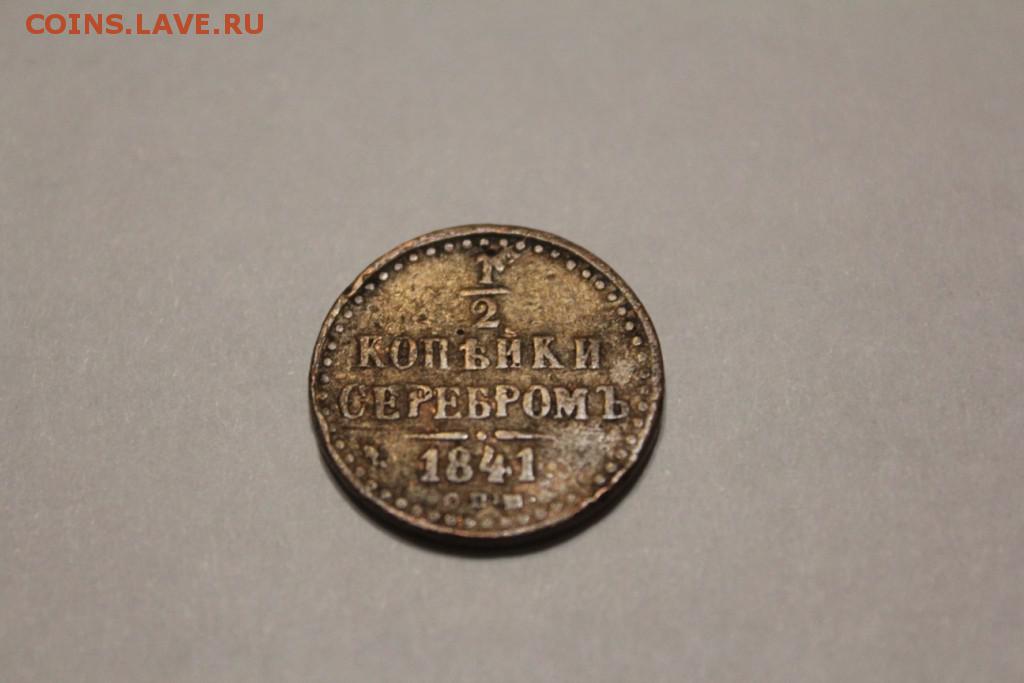 COINS.LAVE.RU
1
2
КОПѢЙКИ
СЕРЕБРОМЪ
1841.